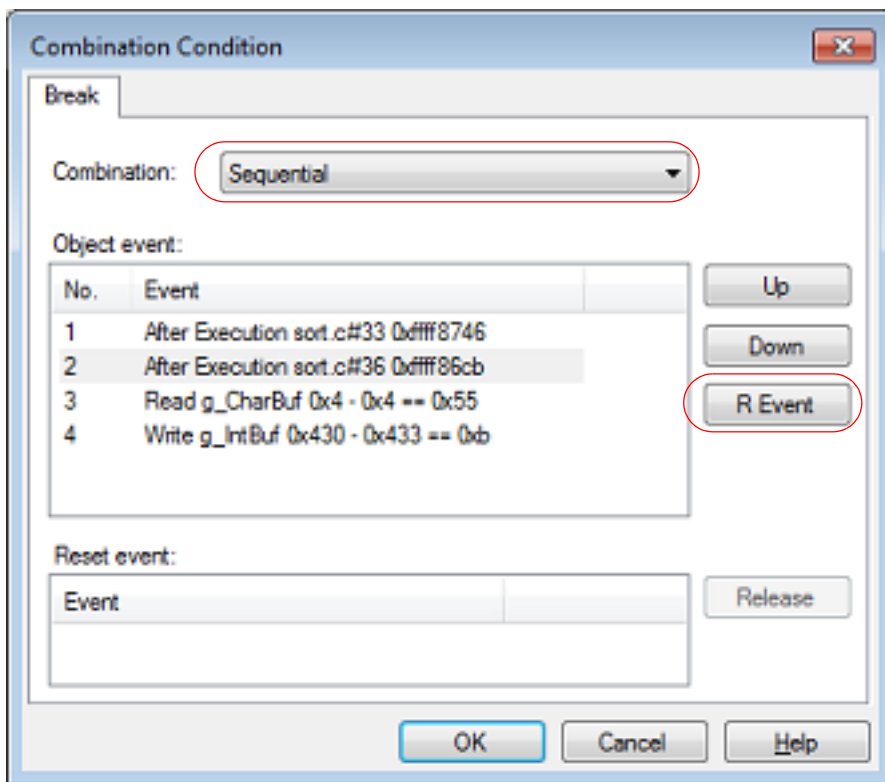 Combination Condition
Break
Combination: Sequential
Object event:
No. Event
1 After Execution sort.c#33 0xffff8746
2 After Execution sort.c#36 0xffff86cb
3 Read g_CharBuf 0x4 - 0x4 == 0x55
4 Write g_IntBuf 0x430 - 0x433 == 0xb
Up
Down
R Event
Reset event:
Event
Release
OK Cancel Help